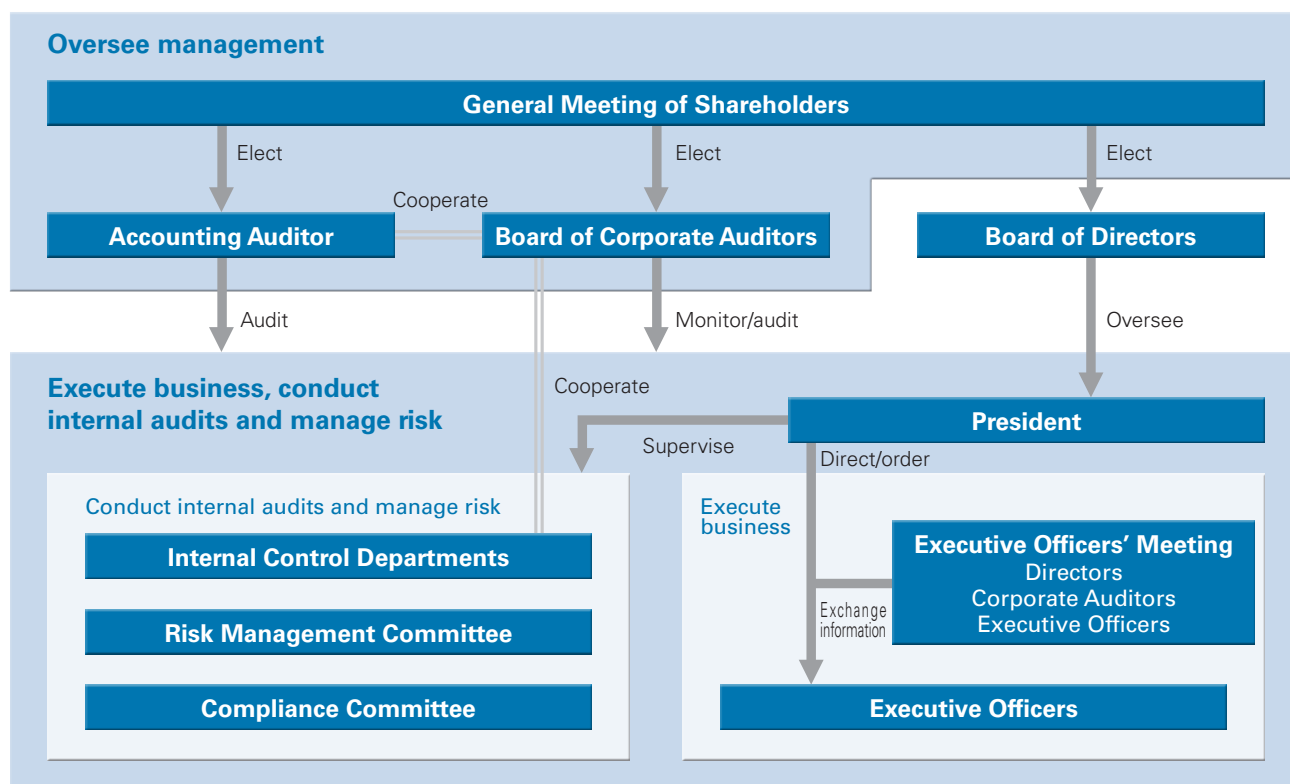 Oversee management
General Meeting of Shareholders
Elect
Elect
Elect
Cooperate
Accounting Auditor
Board of Corporate Auditors
Board of Directors
Audit
Monitor/audit
Oversee
Execute business, conduct
internal audits and manage risk
Cooperate
President
Supervise
Direct/order
Conduct internal audits and manage risk
Internal Control Departments
Risk Management Committee
Compliance Committee
Execute
business
Executive Officers’ Meeting
Directors
Corporate Auditors
Executive Officers
Exchange
information
Executive Officers